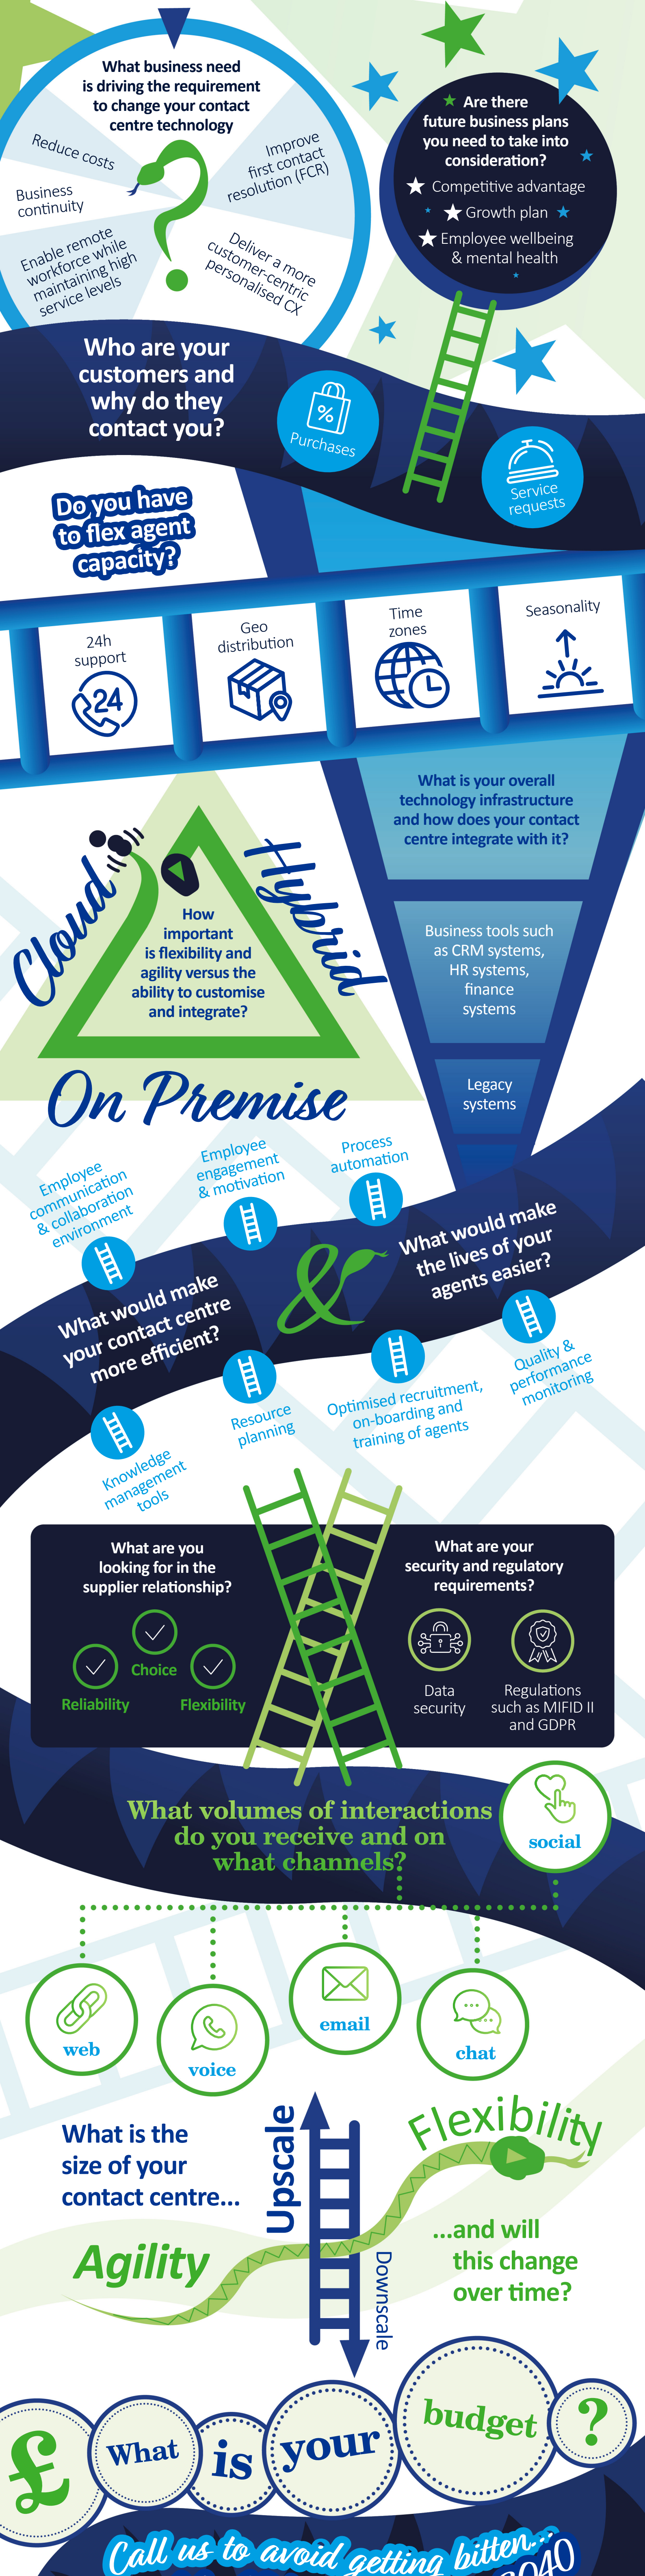 What business need
is driving the requirement
to change your contact
centre technology
Reduce costs
Business
continuity
Enable remote
workforce while
maintaining high
service levels
Improve
first contact
resolution (FCR)
Deliver a more
customer-centric
personalised CX
Are there
future business plans
you need to take into
consideration?
Competitive advantage
Growth plan
Employee wellbeing
& mental health
Who are your
customers and
why do they
contact you?
%
Purchases
Service
requests
Do you have
to flex agent
capacity?
24h
support
24
Geo
distribution
Time
zones
Seasonality
What is your overall
technology infrastructure
and how does your contact
centre integrate with it?
Business tools such
as CRM systems,
HR systems,
finance
systems
Legacy
systems
Cloud
Hybrid
How
important
is flexibility and
agility versus the
ability to customise
and integrate?
On Premise
Employee
communication
& collaboration
environment
Employee
engagement
& motivation
Process
automation
What would make
your contact centre
more efficient?
&
What would make
the lives of your
agents easier?
Knowledge
management
tools
Resource
planning
Optimised recruitment,
on-boarding and
training of agents
Quality &
performance
monitoring
What are you
looking for in the
supplier relationship?
Reliability
Choice
Flexibility
What are your
security and regulatory
requirements?
Data
security
Regulations
such as MIFID II
and GDPR
What volumes of interactions
do you receive and on
what channels?
social
web
voice
email
chat
What is the
size of your
contact centre...
Upscale
Downscale
Agility
Flexibility
...and will
this change
over time?
£
What
is
your
budget
?
Call us to avoid getting bitten...